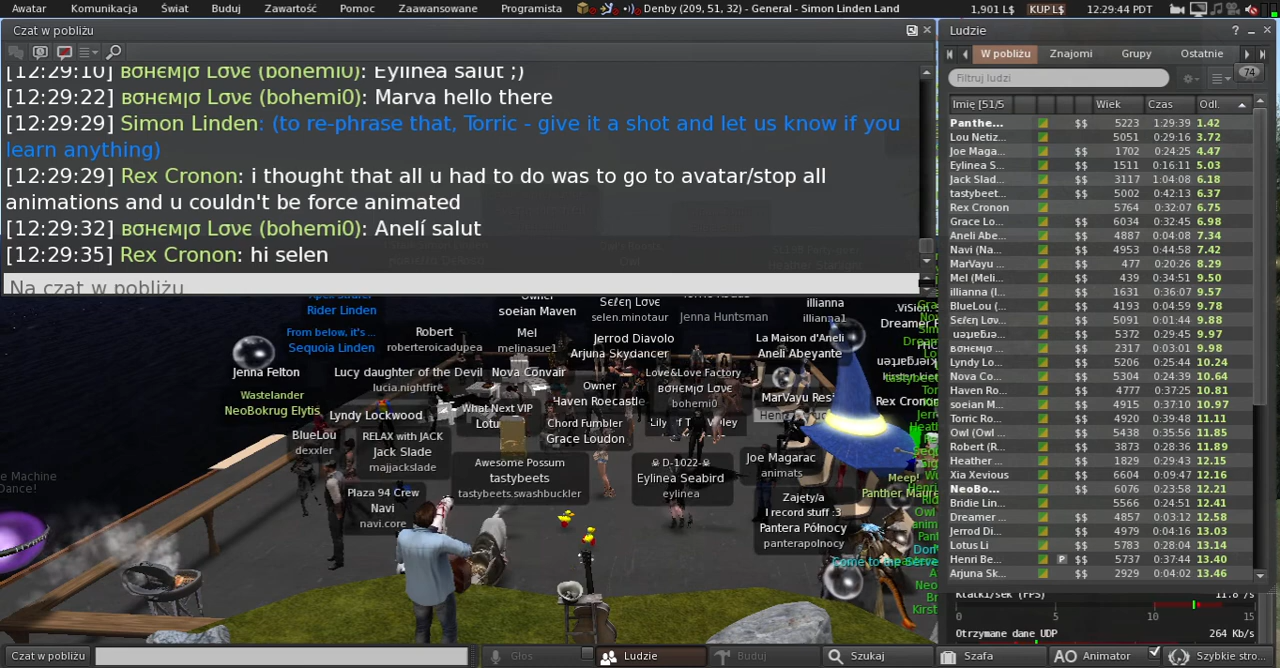 Awatar Komunikacja Świat Buduj Zawartość Pomoc Zaawansowane Programista Denby (209, 51, 32) - General - Simon Linden Land 1,901 L$ KUP L$ 12:29:44 PDT
Czat w pobliżu
[12:29:10] вσнємισ Lσνє (bohemi0): Eylinea salut ;)
[12:29:22] вσнємισ Lσνє (bohemi0): Marva hello there
[12:29:29] Simon Linden: (to re-phrase that, Torric - give it a shot and let us know if you
learn anything)
[12:29:29] Rex Cronon: i thought that all u had to do was to go to avatar/stop all
animations and u couldn't be force animated
[12:29:32] вσнємισ Lσνє (bohemi0): Anelí salut
[12:29:35] Rex Cronon: hi selen
Na czat w pobliżu
Ludzie
W pobliżu Znajomi Grupy Ostatnie
Filtruj ludzi 74
Imię [51/5 Wiek Czas Odl.
Panthe... $$ 5223 1:29:39 1.42
Lou Netiz... 5051 0:29:16 3.72
Joe Maga... $$ 1702 0:24:25 4.47
Eylinea S... $$ 1511 0:16:11 5.03
Jack Slad... $$ 3117 1:04:08 6.18
tastybeet... $$ 5002 0:42:13 6.37
Rex Cronon 5764 0:32:07 6.75
Grace Lo... $$ 6034 0:32:45 6.98
Aneli Abe... $$ 4887 0:04:08 7.34
Navi (Na... $$ 4953 0:44:58 7.42
MarVayu ... $$ 477 0:20:26 8.29
Mel (Meli... $$ 439 0:34:51 9.50
illianna (I... $$ 1631 0:36:07 9.57
BlueLou (... $$ 4193 0:04:59 9.78
Sєℓєη Lσν... $$ 5091 0:01:44 9.88
$$ 5372 0:29:45 9.97
вσнємισ ... $$ 2317 0:03:01 9.98
Lyndy Lo... $$ 5206 0:25:44 10.24
Nova Co... $$ 5304 0:24:39 10.64
Haven R... $$ 4777 0:37:25 10.81
soeian M... $$ 4915 0:37:10 10.97
Torric Ro... $$ 4920 0:39:48 11.11
Owl (Owl ... $$ 5438 0:35:56 11.85
Robert (R... $$ 3873 0:28:36 11.89
Heather ... $$ 1829 0:29:43 12.15
Xia Xevious $$ 6604 0:09:47 12.16
NeoBo... $$ 6076 0:23:58 12.21
Bridie Lin... 5566 0:24:51 12.41
Dreamer ... $$ 4857 0:03:12 12.58
Jerrod Di... $$ 4979 0:04:16 13.03
Lotus Li $$ 5783 0:28:04 13.14
Henri Be... P $$ 5737 0:37:44 13.40
Arjuna Sk... $$ 2929 0:04:02 13.46
Klatki/sek (FPS) 11.8 /s
0 5 10 15
Otrzymane dane UDP 264 Kb/s
Rider Linden
From below, it's ...
Sequoia Linden
Owner
soeian Maven
Sєℓєη Lσνє
selen.minotaur
Jenna Huntsman
illianna
illianna1
Robert
roberteroicadupea
Mel
melinasue1
Jerrod Diavolo
Arjuna Skydancer
La Maison d'Aneli
Aneli Abeyante
Jenna Felton
Lucy daughter of the Devil
lucia.nightfire
Nova Convair
Love&Love Factory
вσнємισ Lσνє
bohemi0
Wastelander
NeoBokrug Elytis
Owner
Haven Roecastle
MarVayu Resi
Rex Cronon
Lyndy Lockwood
What Next VIP
Lotu
Chord Fumbler
Grace Loudon
BlueLou
dexxler
RELAX with JACK
Jack Slade
majjackslade
Awesome Possum
tastybeets
tastybeets.swashbuckler
☠ D-1022-☠
Eylinea Seabird
eylinea
Joe Magarac
animats
Meep!
Panther Maure
Plaza 94 Crew
Navi
navi.core
Zajęty/a
I record stuff :3
Pantera Północy
panterapolnocy
e Machine
Dance!
Czat w pobliżu Głos Ludzie Buduj Szukaj Szafa AO Animator Szybkie stro...